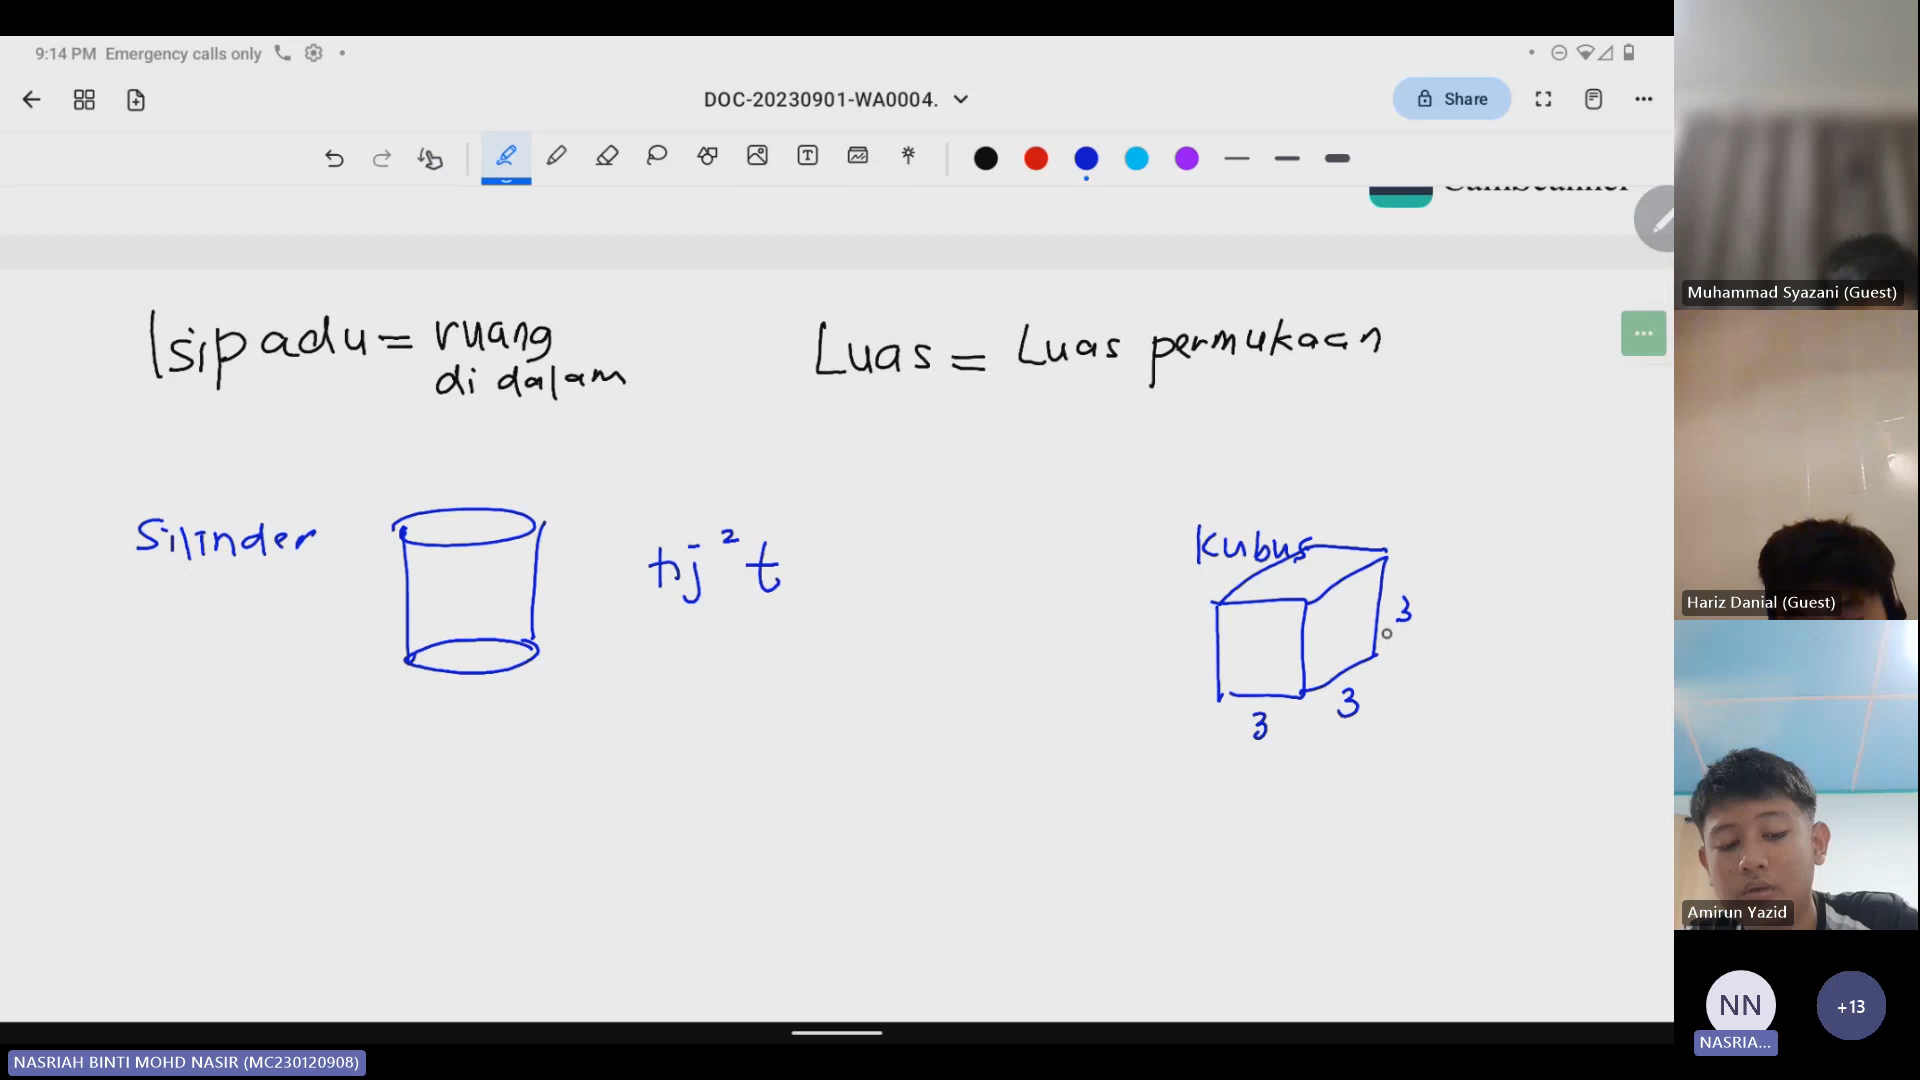 9:14 PM Emergency calls only
DOC-20230901-WA0004.
Share
Isipadu = ruang
di dalam
Luas = Luas permukaan
Silinder
πj²t
Kubus
3
3
3
Muhammad Syazani (Guest)
Hariz Danial (Guest)
Amirun Yazid
NN
+13
NASRIA...
NASRIAH BINTI MOHD NASIR (MC230120908)